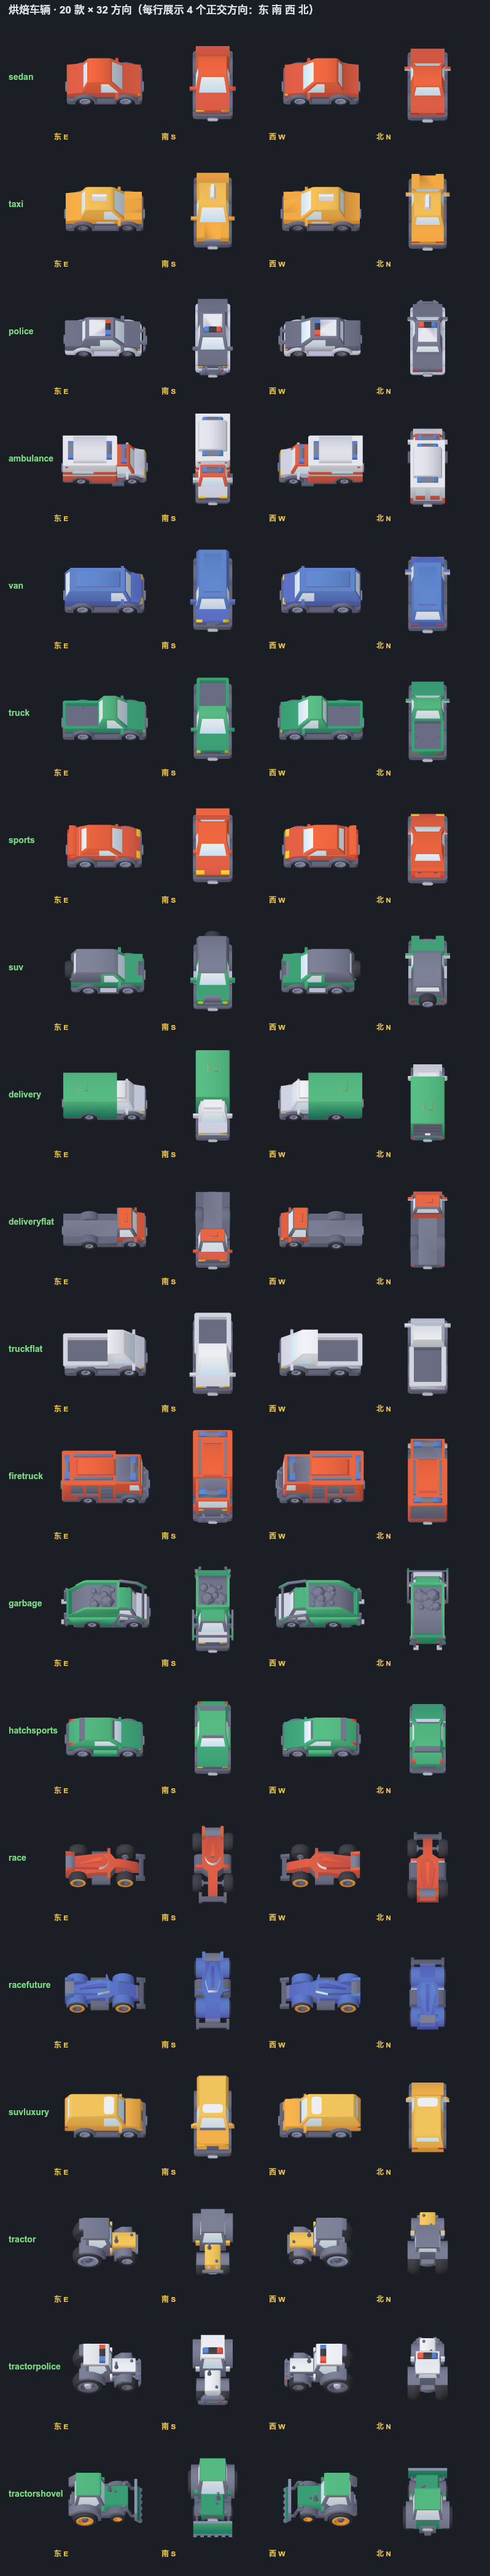 烘焙车辆 · 20 款 × 32 方向（每行展示 4 个正交方向：东 南 西 北）
sedan
东 E 南 S 西 W 北 N
taxi
东 E 南 S 西 W 北 N
police
东 E 南 S 西 W 北 N
ambulance
东 E 南 S 西 W 北 N
van
东 E 南 S 西 W 北 N
truck
东 E 南 S 西 W 北 N
sports
东 E 南 S 西 W 北 N
suv
东 E 南 S 西 W 北 N
delivery
东 E 南 S 西 W 北 N
deliveryflat
东 E 南 S 西 W 北 N
truckflat
东 E 南 S 西 W 北 N
firetruck
东 E 南 S 西 W 北 N
garbage
东 E 南 S 西 W 北 N
hatchsports
东 E 南 S 西 W 北 N
race
东 E 南 S 西 W 北 N
racefuture
东 E 南 S 西 W 北 N
suvluxury
东 E 南 S 西 W 北 N
tractor
东 E 南 S 西 W 北 N
tractorpolice
东 E 南 S 西 W 北 N
tractorshovel
东 E 南 S 西 W 北 N